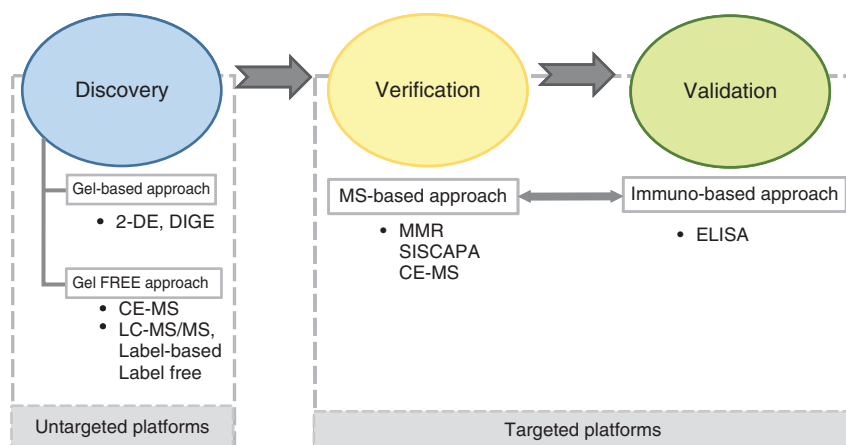 Discovery
Verification
Validation
Gel-based approach
• 2-DE, DIGE
Gel FREE approach
• CE-MS
• LC-MS/MS,
Label-based
Label free
MS-based approach
• MMR
SISCAPA
CE-MS
Immuno-based approach
• ELISA
Untargeted platforms
Targeted platforms